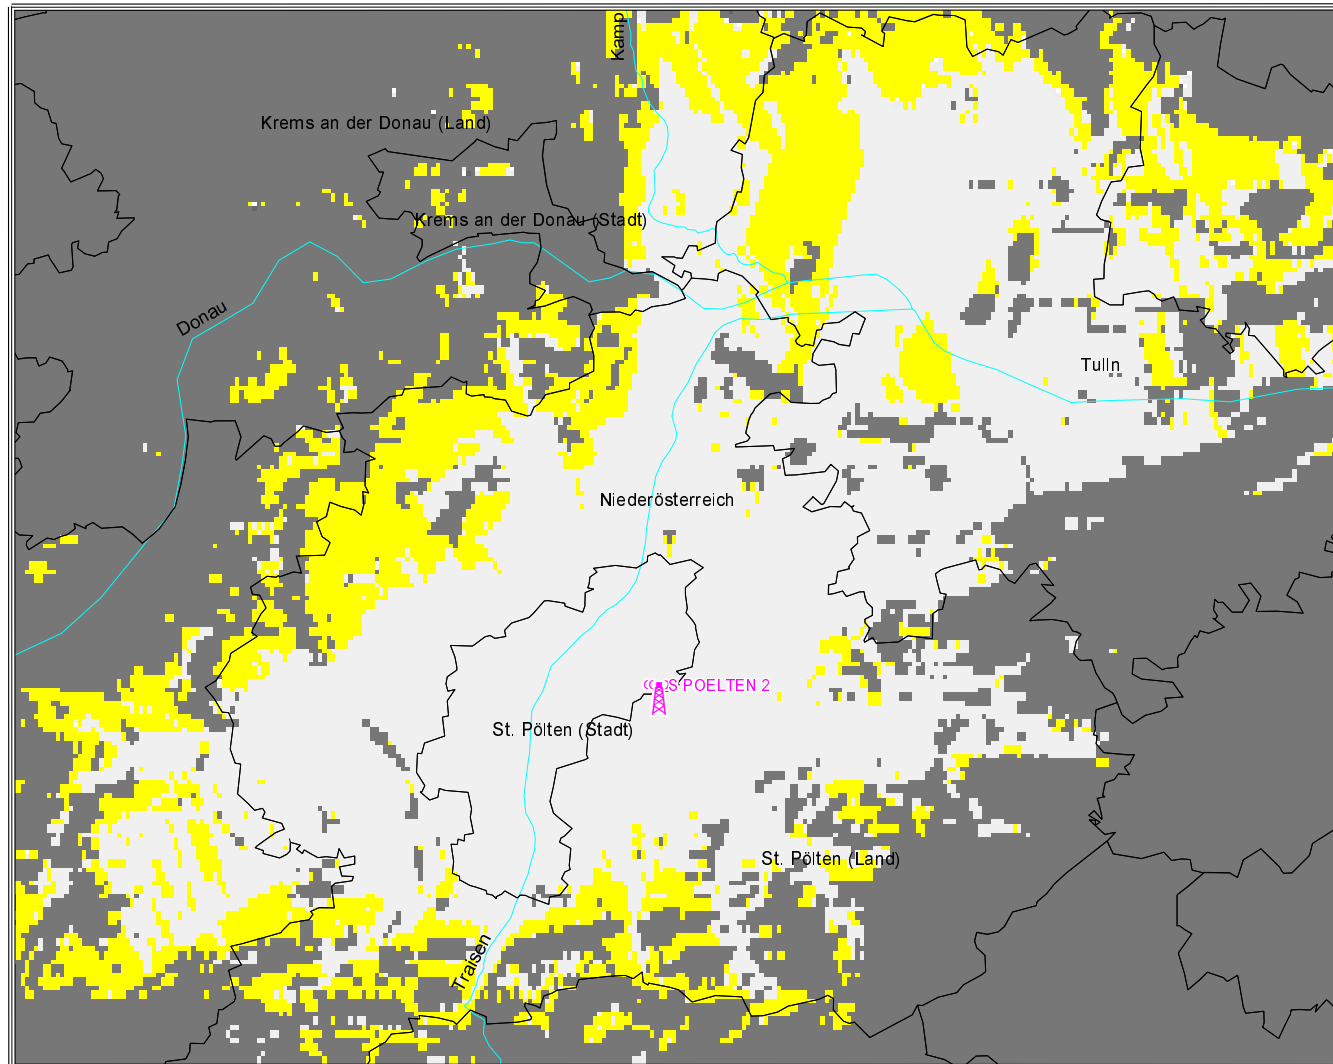 Kamp
Krems an der Donau (Land)
Krems an der Donau (Stadt)
Donau
Tulln
Niederösterreich
S POELTEN 2
St. Pölten (Stadt)
St. Pölten (Land)
Traisen